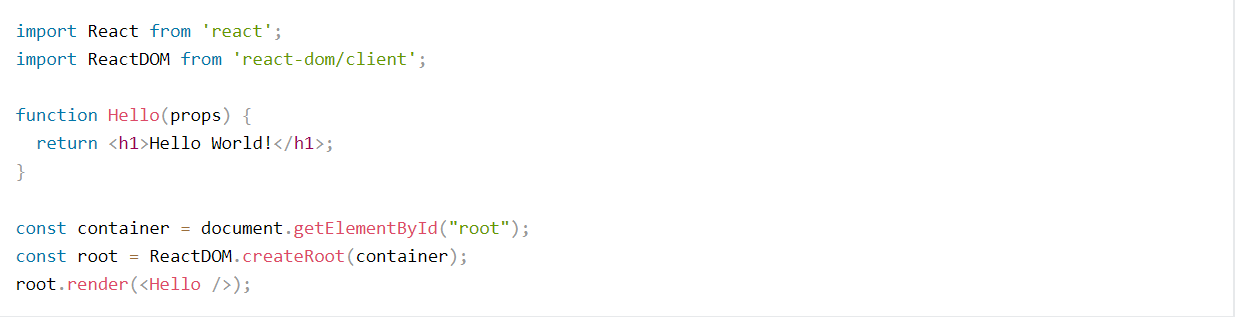 import React from 'react';
import ReactDOM from 'react-dom/client';

function Hello(props) {
  return <h1>Hello World!</h1>;
}

const container = document.getElementById("root");
const root = ReactDOM.createRoot(container);
root.render(<Hello />);